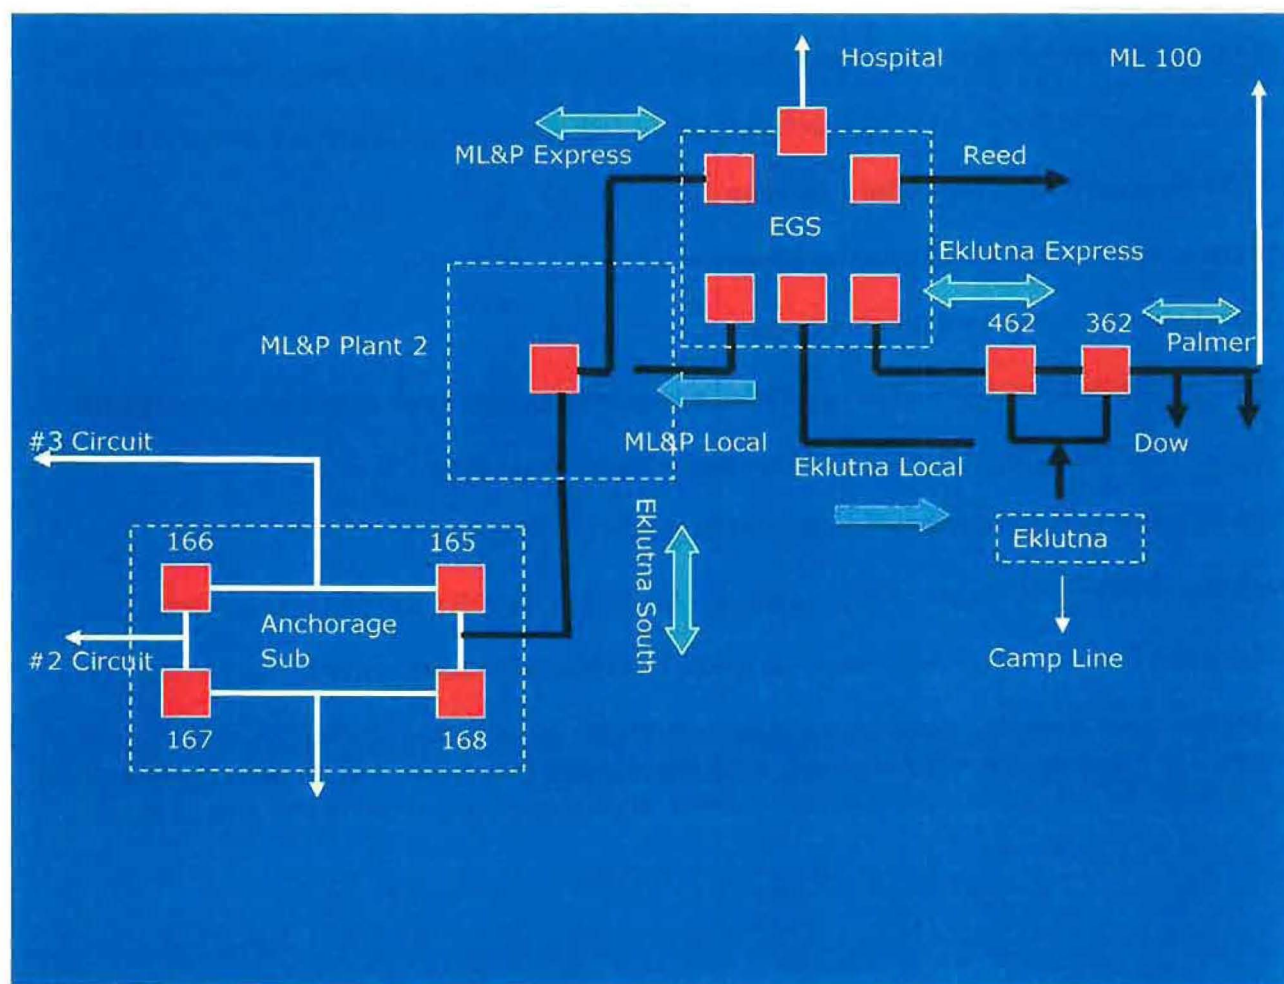 Hospital
ML 100
ML&P Express
Reed
EGS
Eklutna Express
462
362
Palmer
ML&P Plant 2
ML&P Local
Dow
#3 Circuit
Eklutna Local
Eklutna South
166
165
Eklutna
Anchorage
Sub
#2 Circuit
Camp Line
167
168